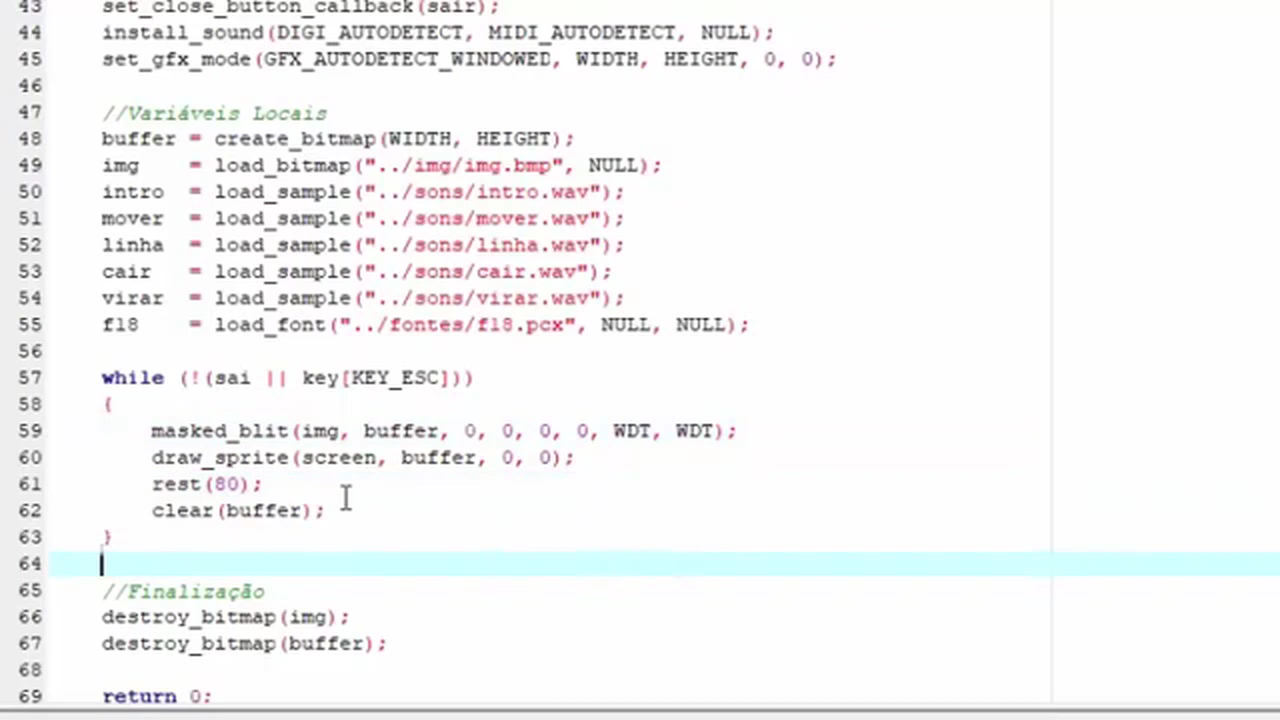 43 set_close_button_callback(sair);
44 install_sound(DIGI_AUTODETECT, MIDI_AUTODETECT, NULL);
45 set_gfx_mode(GFX_AUTODETECT_WINDOWED, WIDTH, HEIGHT, 0, 0);
46
47 //Variáveis Locais
48 buffer = create_bitmap(WIDTH, HEIGHT);
49 img = load_bitmap("../img/img.bmp", NULL);
50 intro = load_sample("../sons/intro.wav");
51 mover = load_sample("../sons/mover.wav");
52 linha = load_sample("../sons/linha.wav");
53 cair = load_sample("../sons/cair.wav");
54 virar = load_sample("../sons/virar.wav");
55 f18 = load_font("../fontes/f18.pcx", NULL, NULL);
56
57 while (!(sai || key[KEY_ESC]))
58 {
59 masked_blit(img, buffer, 0, 0, 0, 0, WDT, WDT);
60 draw_sprite(screen, buffer, 0, 0);
61 rest(80);
62 clear(buffer);
63 }
64
65 //Finalização
66 destroy_bitmap(img);
67 destroy_bitmap(buffer);
68
69 return 0;